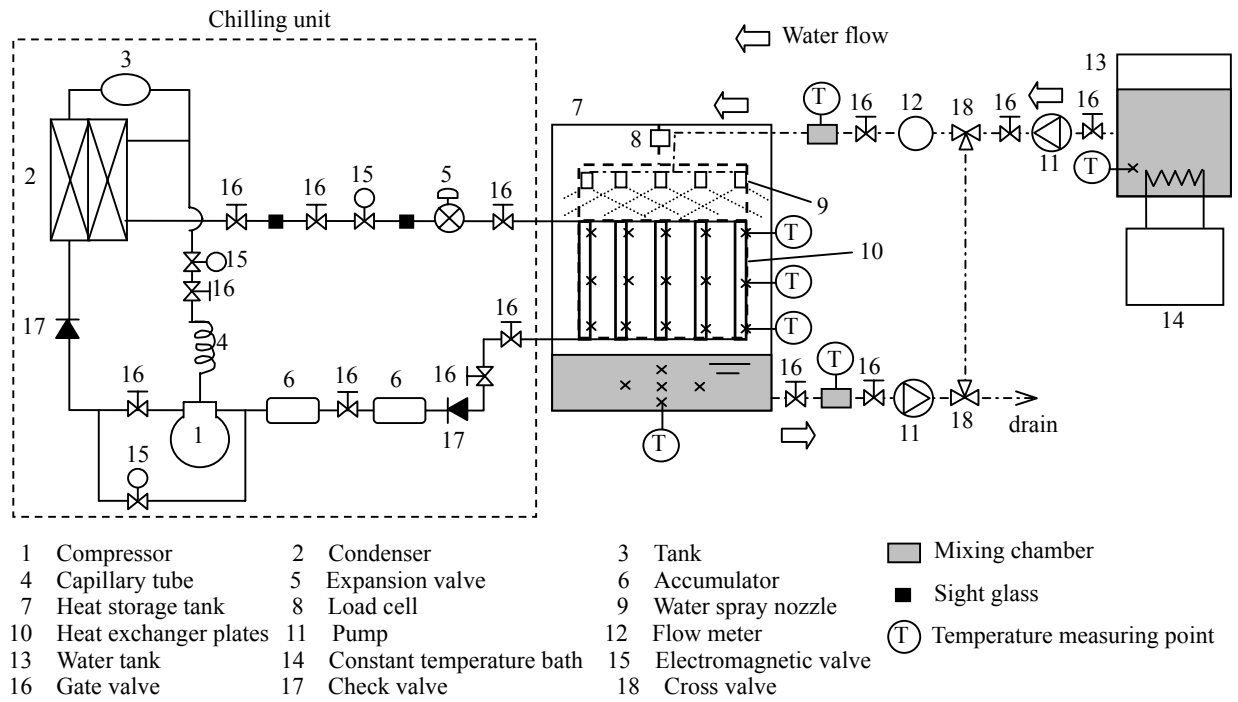 Chilling unit
Water flow
3
13
7
T
16
12
18
16
16
8
11
T
2
16
16
15
5
16
9
T
15
10
16
T
14
17
4
16
T
16
6
16
6
16
T
16
16
1
17
11
18
drain
15
T
1 Compressor 2 Condenser 3 Tank
4 Capillary tube 5 Expansion valve 6 Accumulator
7 Heat storage tank 8 Load cell 9 Water spray nozzle
10 Heat exchanger plates 11 Pump 12 Flow meter
13 Water tank 14 Constant temperature bath 15 Electromagnetic valve
16 Gate valve 17 Check valve 18 Cross valve
Mixing chamber
Sight glass
T Temperature measuring point